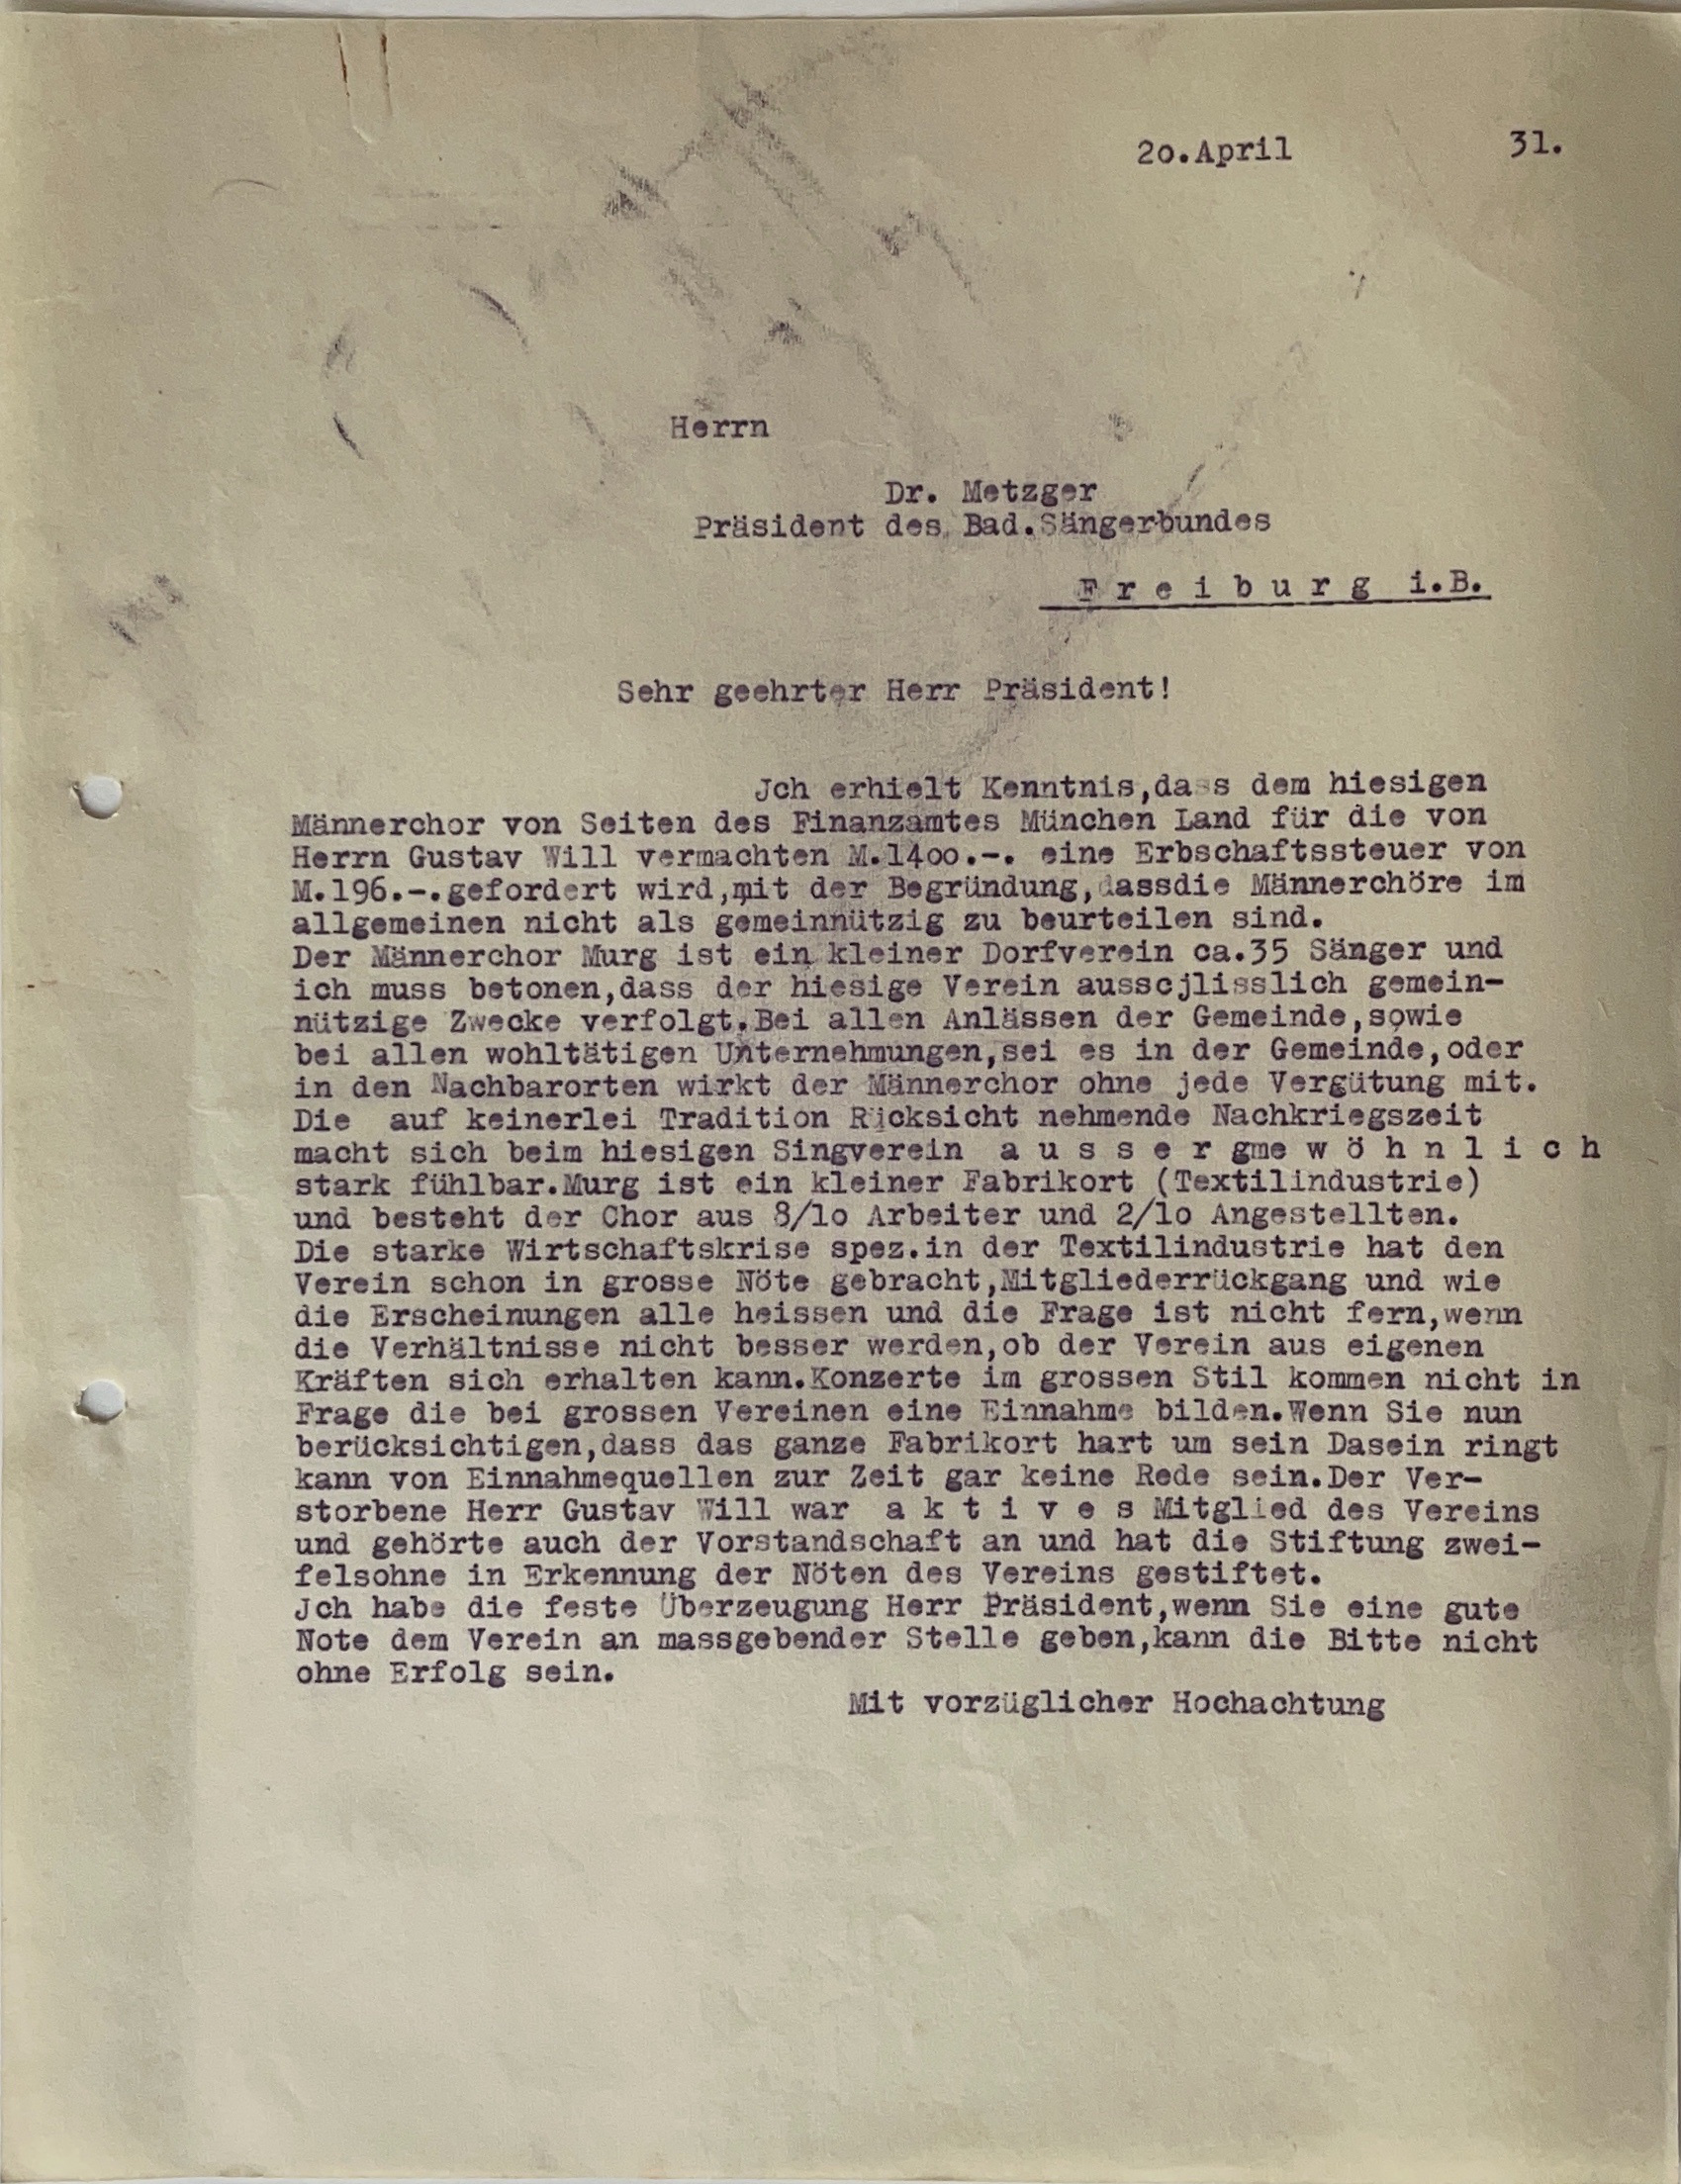 20.April 31.
Herrn
Dr. Metzger
Präsident des Bad.Sängerbundes
F r e i b u r g i.B.
Sehr geehrter Herr Präsident!
Jch erhielt Kenntnis,dass dem hiesigen
Männerchor von Seiten des Finanzamtes München Land für die von
Herrn Gustav Will vermachten M.14oo.-. eine Erbschaftssteuer von
M.196.-.gefordert wird,mit der Begründung,dassdie Männerchöre im
allgemeinen nicht als gemeinnützig zu beurteilen sind.
Der Männerchor Murg ist ein kleiner Dorfverein ca.35 Sänger und
ich muss betonen,dass der hiesige Vereinausscjlisslich gemein-
nützige Zwecke verfolgt.Bei allen Anlässen der Gemeinde,sowie
bei allen wohltätigen Unternehmungen,sei es in der Gemeinde,oder
in den Nachbarorten wirkt der Männerchor ohne jede Vergütung mit.
Die auf keinerlei Tradition Rücksicht nehmende Nachkriegszeit
macht sich beim hiesigen Singverein a u s s e r gme w ö h n l i c h
stark fühlbar.Murg ist ein kleiner Fabrikort (Textilindustrie)
und besteht der Chor aus 8/lo Arbeiter und 2/lo Angestellten.
Die starke Wirtschaftskrise spez.in der Textilindustrie hat den
Verein schon in grosse Nöte gebracht,Mitgliederrückgang und wie
die Erscheinungen alle heissen und die Frage ist nicht fern,wenn
die Verhältnisse nicht besser werden,ob der Verein aus eigenen
Kräften sich erhalten kann.Konzerte im grossen Stil kommen nicht in
Frage die bei grossen Vereinen eine Einnahme bilden.Wenn Sie nun
berücksichtigen,dass das ganze Fabrikort hart um sein Dasein ringt
kann von Einnahmequellen zur Zeit gar keine Rede sein.Der Ver-
storbene Herr Gustav Will war a k t i v e s Mitglied des Vereins
und gehörte auch der Vorstandschaft an und hat die Stiftung zwei-
felsohne in Erkennung der Nöten des Vereins gestiftet.
Jch habe die feste Überzeugung Herr Präsident,wenn Sie eine gute
Note dem Verein an massgebender Stelle geben,kann die Bitte nicht
ohne Erfolg sein.
Mit vorzüglicher Hochachtung